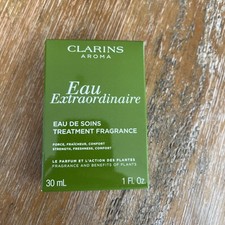 CLARINS
AROMA
Eau
Extraordinaire
EAU DE SOINS
TREATMENT FRAGRANCE
FORCE, FRAÎCHEUR, CONFORT
STRENGTH, FRESHNESS, COMFORT
LE PARFUM ET L'ACTION DES PLANTES
FRAGRANCE AND BENEFITS OF PLANTS
30 mL 1 Fl. Oz